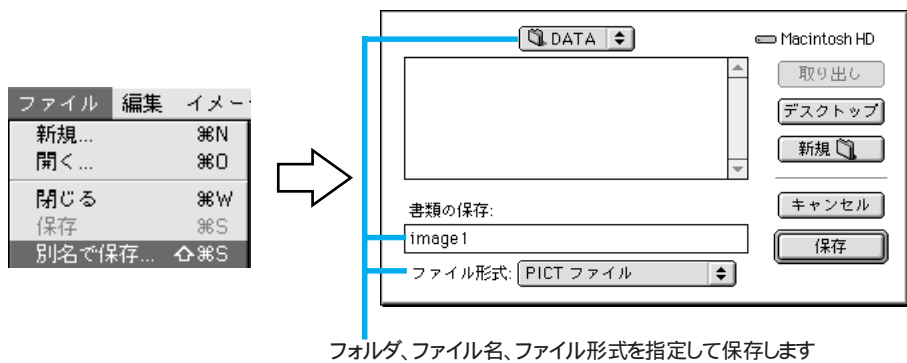 ファイル 編集 イメー
新規... ⌘N
開く... ⌘O
閉じる ⌘W
保存 ⌘S
別名で保存... ⇧⌘S
DATA
Macintosh HD
取り出し
デスクトップ
新規
書類の保存:
image1
ファイル形式: PICT ファイル
キャンセル
保存
フォルダ、ファイル名、ファイル形式を指定して保存します